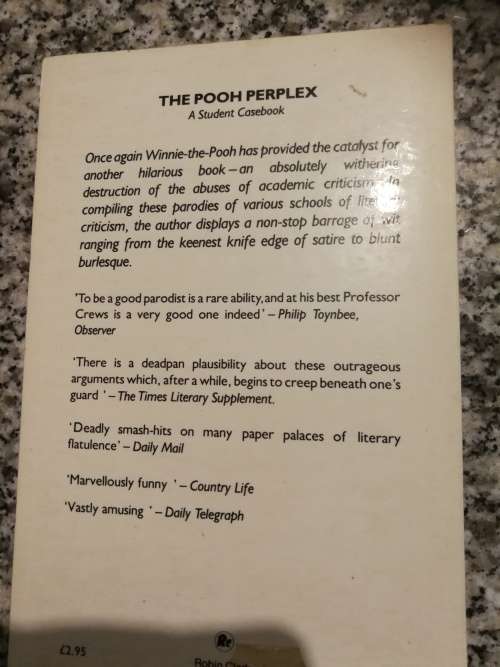 THE POOH PERPLEX
A Student Casebook
Once again Winnie-the-Pooh has provided the catalyst for
another hilarious book – an absolutely withering
destruction of the abuses of academic criticism. In
compiling these parodies of various schools of literary
criticism, the author displays a non-stop barrage of wit
ranging from the keenest knife edge of satire to blunt
burlesque.
'To be a good parodist is a rare ability, and at his best Professor
Crews is a very good one indeed' – Philip Toynbee,
Observer
'There is a deadpan plausibility about these outrageous
arguments which, after a while, begins to creep beneath one's
guard ' – The Times Literary Supplement.
'Deadly smash-hits on many paper palaces of literary
flatulence' – Daily Mail
'Marvellously funny ' – Country Life
'Vastly amusing ' – Daily Telegraph
£2.95
Robin